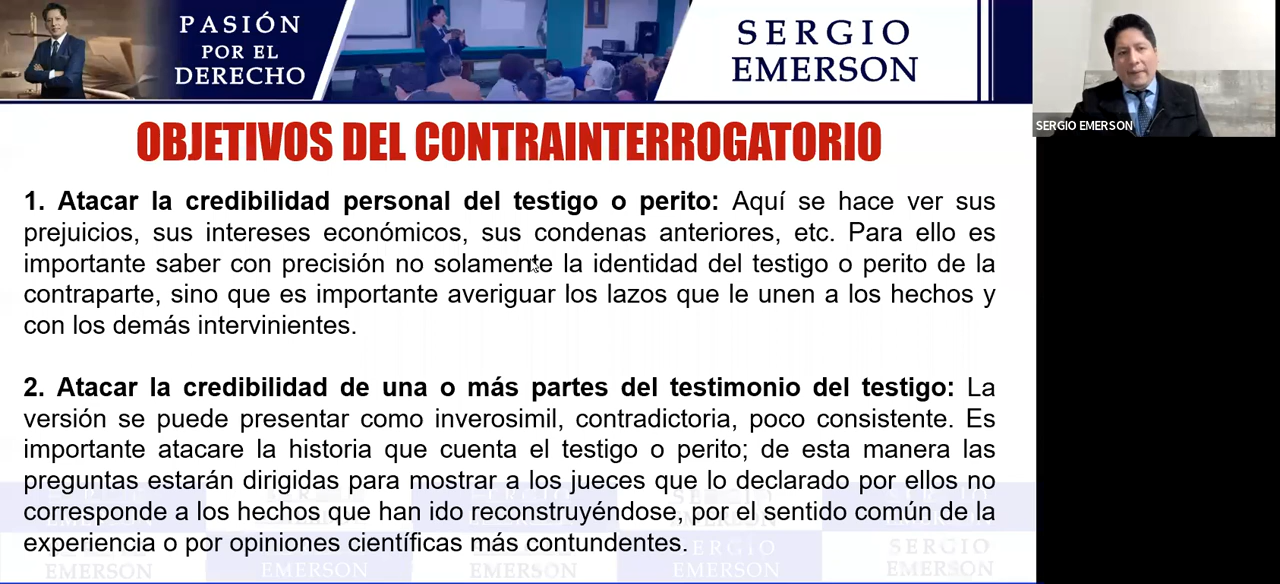 PASIÓN
POR EL
DERECHO
SERGIO
EMERSON
SERGIO EMERSON
OBJETIVOS DEL CONTRAINTERROGATORIO
1. Atacar la credibilidad personal del testigo o perito: Aquí se hace ver sus
prejuicios, sus intereses económicos, sus condenas anteriores, etc. Para ello es
importante saber con precisión no solamente la identidad del testigo o perito de la
contraparte, sino que es importante averiguar los lazos que le unen a los hechos y
con los demás intervinientes.
2. Atacar la credibilidad de una o más partes del testimonio del testigo: La
versión se puede presentar como inverosimil, contradictoria, poco consistente. Es
importante atacare la historia que cuenta el testigo o perito; de esta manera las
preguntas estarán dirigidas para mostrar a los jueces que lo declarado por ellos no
corresponde a los hechos que han ido reconstruyéndose, por el sentido común de la
experiencia o por opiniones científicas más contundentes.
SERGIO
SERGIO
EMERSON
EMERSON
EMERSON
EMERSON
EMERSON